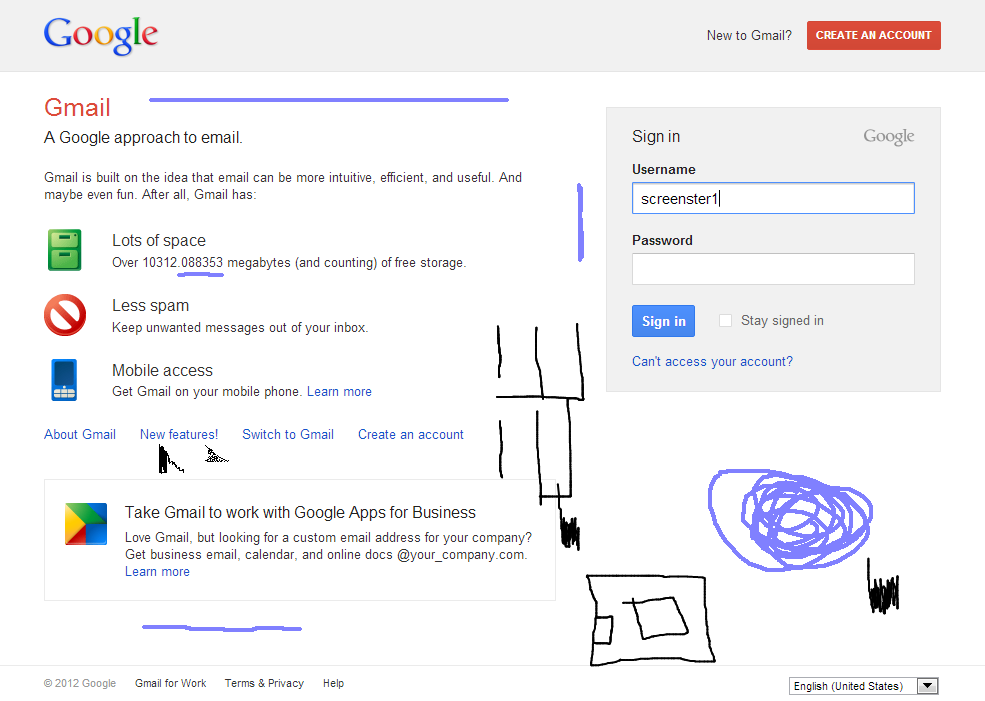 Google
New to Gmail?
CREATE AN ACCOUNT
Gmail
A Google approach to email.
Gmail is built on the idea that email can be more intuitive, efficient, and useful. And
maybe even fun. After all, Gmail has:
Lots of space
Over 10312.088353 megabytes (and counting) of free storage.
Less spam
Keep unwanted messages out of your inbox.
Mobile access
Get Gmail on your mobile phone. Learn more
About Gmail New features! Switch to Gmail Create an account
Take Gmail to work with Google Apps for Business
Love Gmail, but looking for a custom email address for your company?
Get business email, calendar, and online docs @your_company.com.
Learn more
Sign in
Google
Username
screenster1
Password
Sign in
Stay signed in
Can't access your account?
© 2012 Google Gmail for Work Terms & Privacy Help
English (United States)